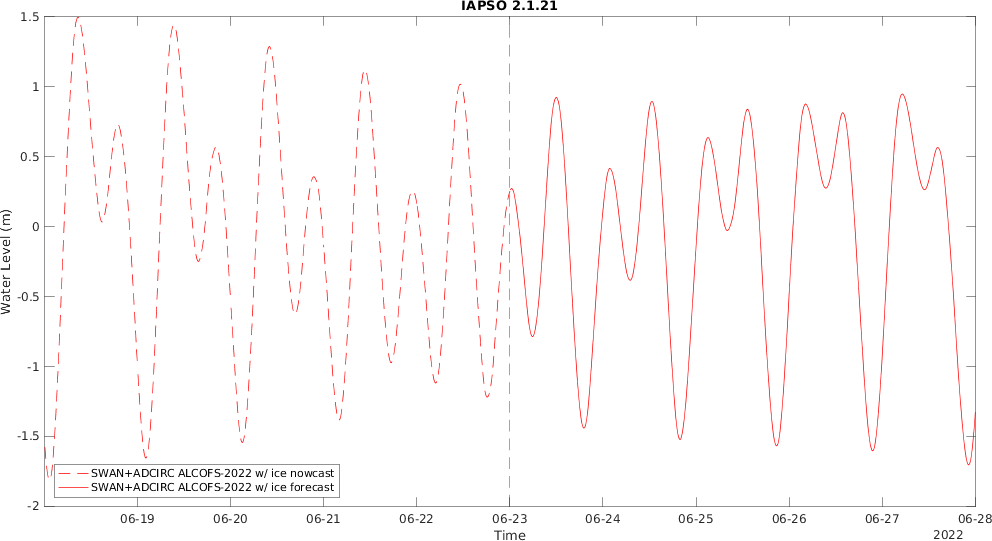 IAPSO 2.1.21
1.5
1
0.5
0
-0.5
-1
-1.5
-2
Water Level (m)
SWAN+ADCIRC ALCOFS-2022 w/ ice nowcast
SWAN+ADCIRC ALCOFS-2022 w/ ice forecast
06-19 06-20 06-21 06-22 06-23 06-24 06-25 06-26 06-27 06-28
Time
2022